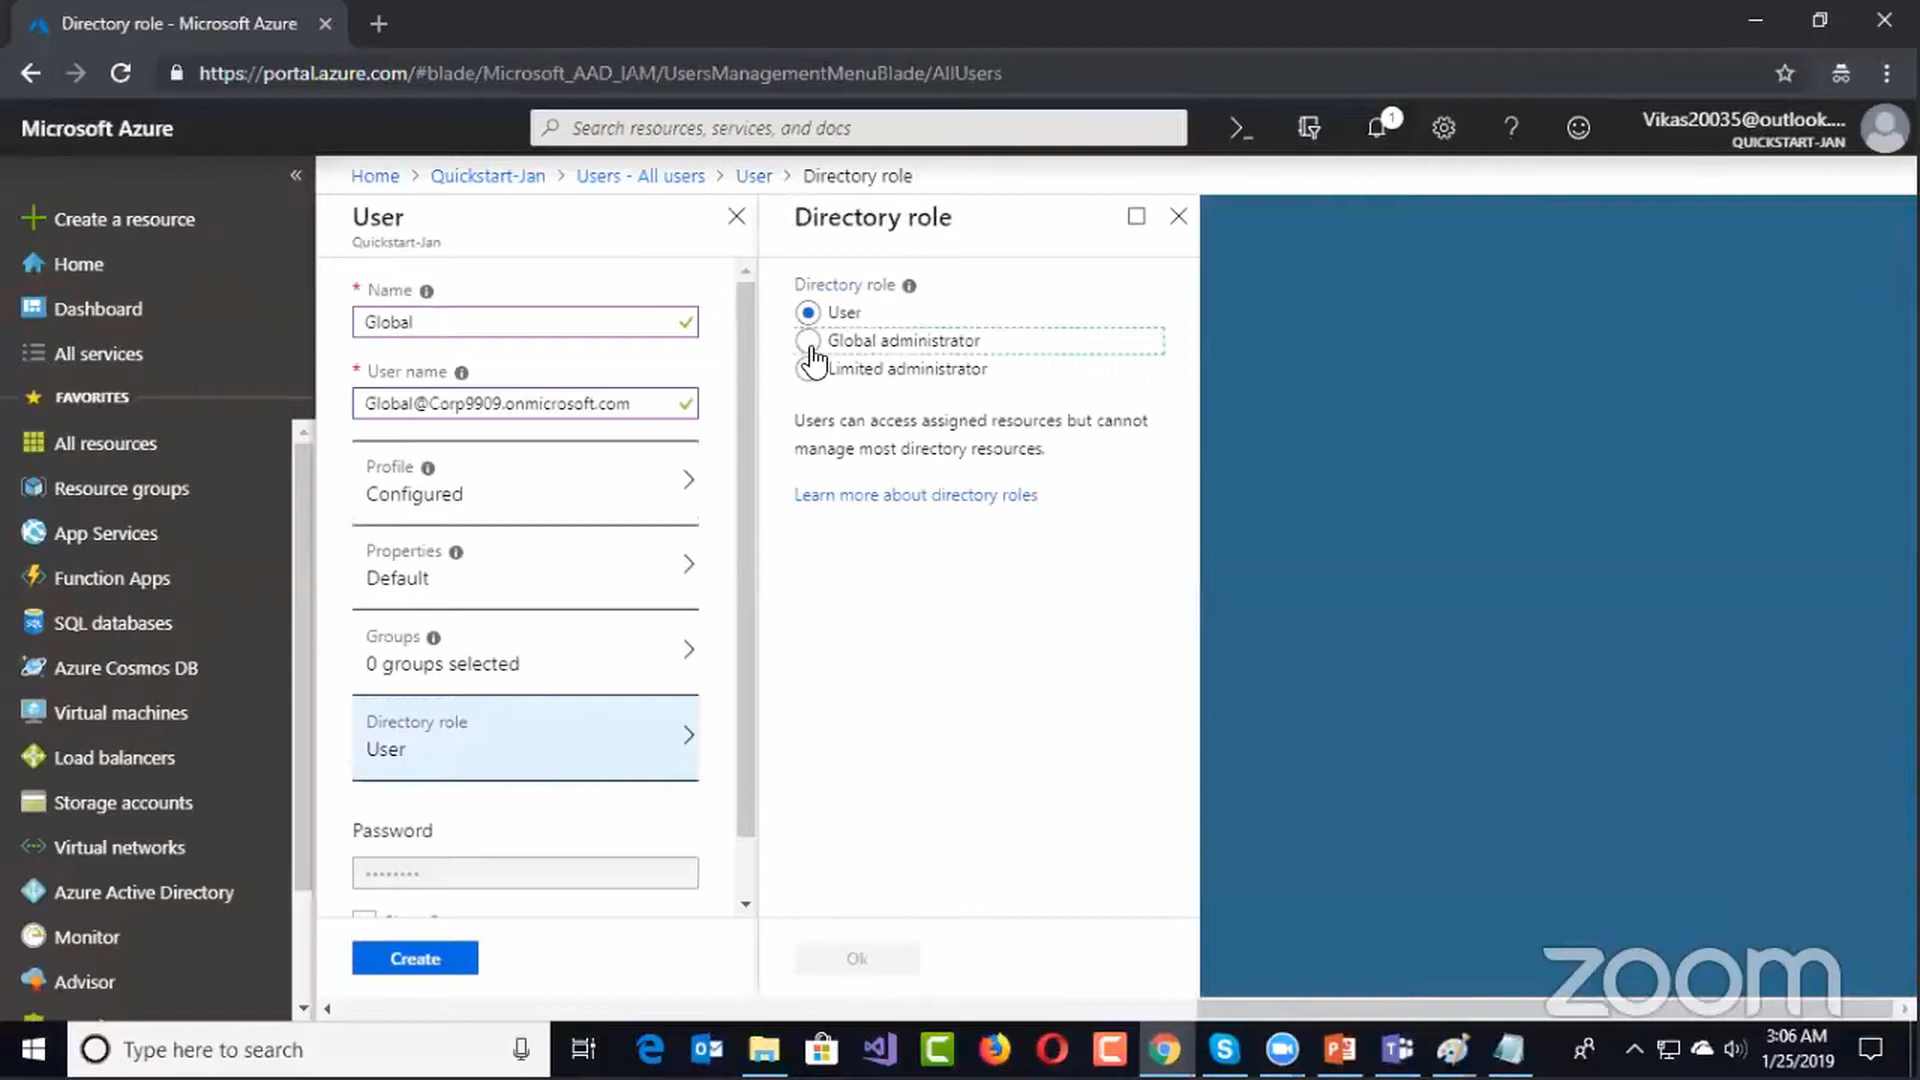 Directory role - Microsoft Azure
https://portal.azure.com/#blade/Microsoft_AAD_IAM/UsersManagementMenuBlade/AllUsers
Microsoft Azure
Search resources, services, and docs
1
Vikas20035@outlook....
QUICKSTART-JAN
Home > Quickstart-Jan > Users - All users > User > Directory role
Create a resource
Home
Dashboard
All services
FAVORITES
All resources
Resource groups
App Services
Function Apps
SQL databases
Azure Cosmos DB
Virtual machines
Load balancers
Storage accounts
Virtual networks
Azure Active Directory
Monitor
Advisor
User
Quickstart-Jan
* Name
Global
* User name
Global@Corp9909.onmicrosoft.com
Profile
Configured
Properties
Default
Groups
0 groups selected
Directory role
User
Password
Create
Directory role
Directory role
User
Global administrator
Limited administrator
Users can access assigned resources but cannot
manage most directory resources.
Learn more about directory roles
Ok
zoom
Type here to search
3:06 AM
1/25/2019